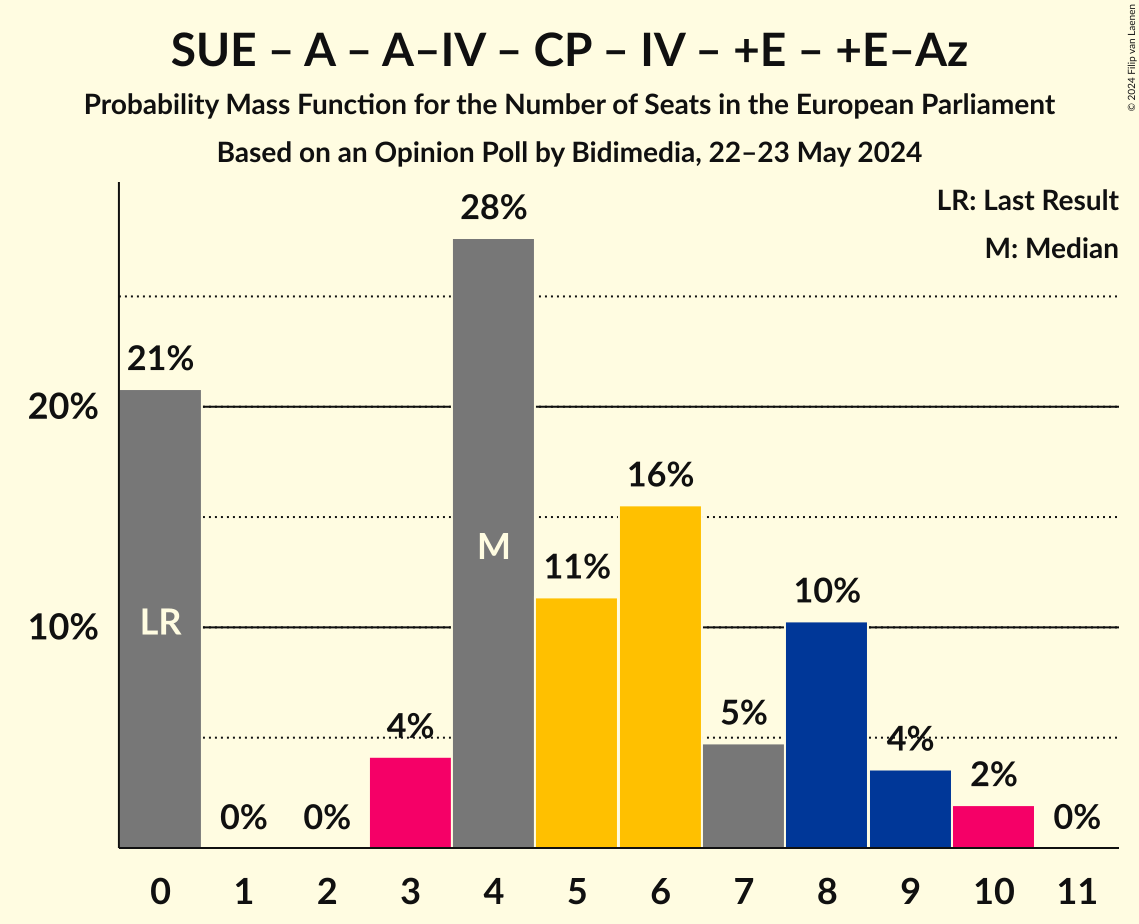 SUE – A – A–IV – CP – IV – +E – +E–Az
Probability Mass Function for the Number of Seats in the European Parliament
Based on an Opinion Poll by Bidimedia, 22–23 May 2024
© 2024 Filip van Laenen
LR: Last Result
M: Median
28%
21%
20%
16%
M
11%
10%
LR
10%
5%
4%
4%
2%
0%
0%
0%
0 1 2 3 4 5 6 7 8 9 10 11